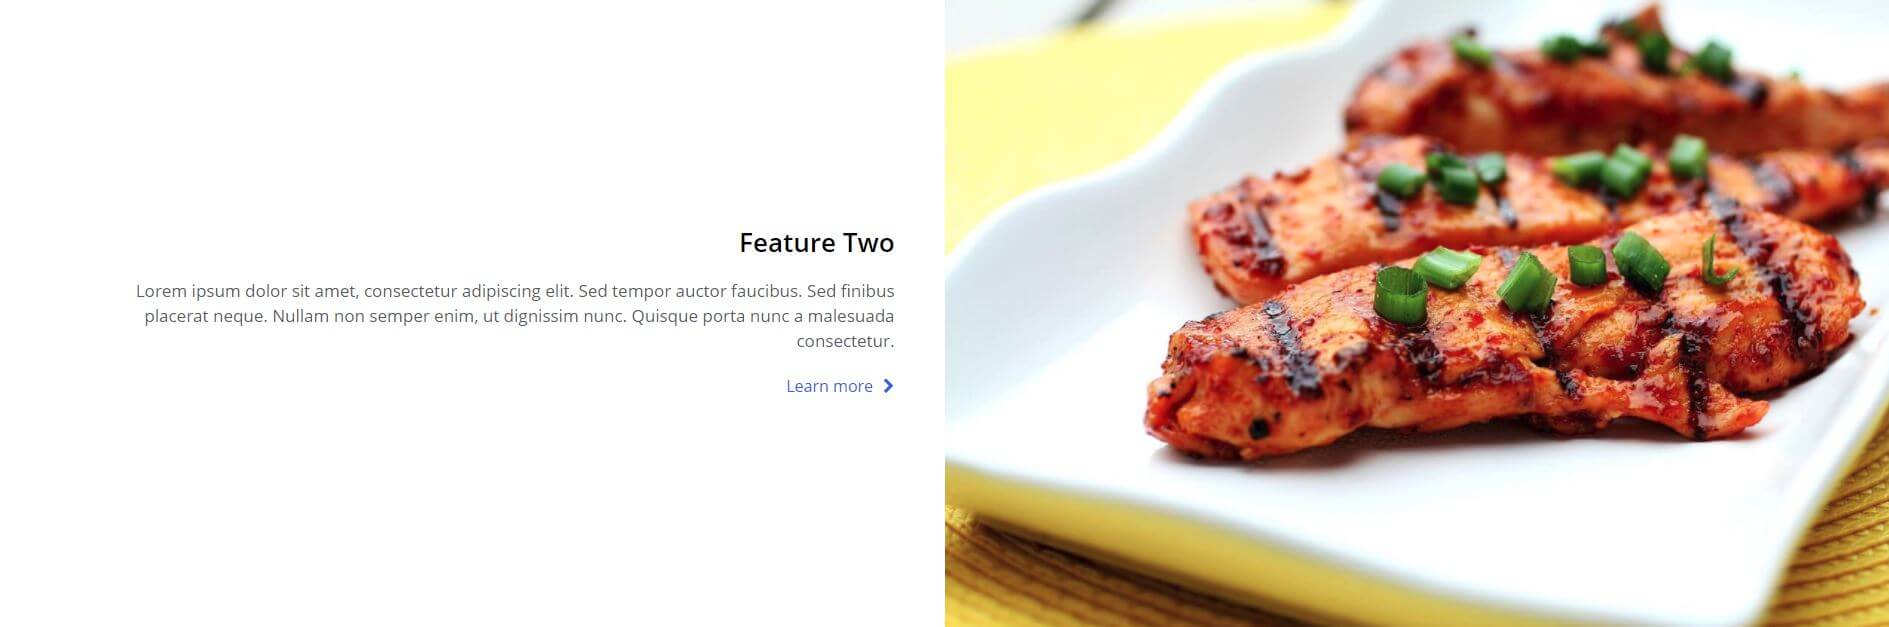 Feature Two
Lorem ipsum dolor sit amet, consectetur adipiscing elit. Sed tempor auctor faucibus. Sed finibus
placerat neque. Nullam non semper enim, ut dignissim nunc. Quisque porta nunc a malesuada
consectetur.
Learn more